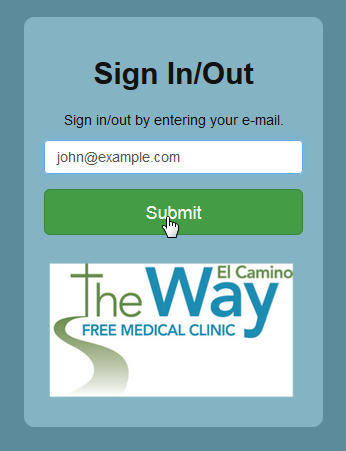 Sign In/Out
Sign in/out by entering your e-mail.
john@example.com
Submit
El Camino
the Way
FREE MEDICAL CLINIC